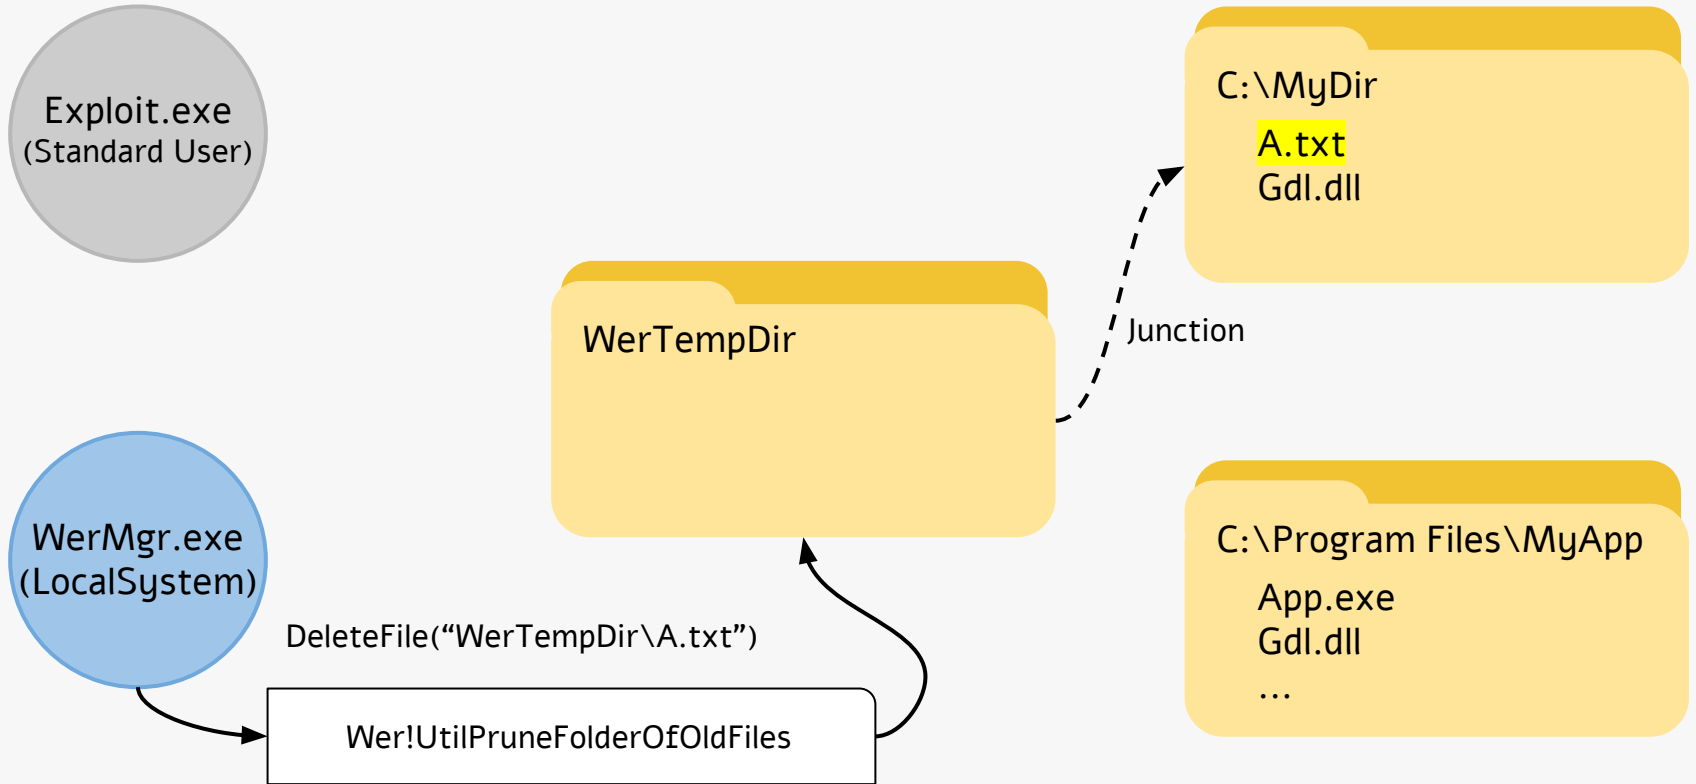 Exploit.exe
(Standard User)
C:\MyDir
A.txt
Gdl.dll
WerTempDir
Junction
WerMgr.exe
(LocalSystem)
C:\Program Files\MyApp
App.exe
Gdl.dll
...
DeleteFile(“WerTempDir\A.txt”)
Wer!UtilPruneFolderOfOldFiles